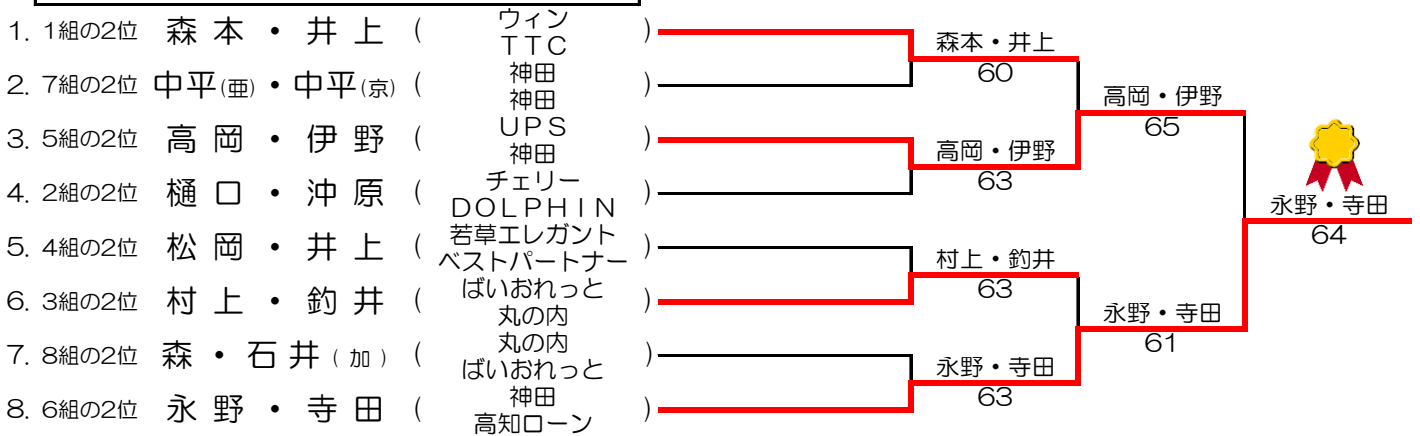 1. 1組の2位 森本・井上 ( ウィン
TTC )
2. 7組の2位 中平(亜)・中平(京) ( 神田
神田 )
3. 5組の2位 高岡・伊野 ( UPS
神田 )
4. 2組の2位 樋口・沖原 ( チェリー
DOLPHIN )
5. 4組の2位 松岡・井上 ( 若草エレガント
ベストパートナー )
6. 3組の2位 村上・釣井 ( ばいおれっと
丸の内 )
7. 8組の2位 森・石井(加) ( 丸の内
ばいおれっと )
8. 6組の2位 永野・寺田 ( 神田
高知ローン )
森本・井上
60
高岡・伊野
63
村上・釣井
63
永野・寺田
63
高岡・伊野
65
永野・寺田
61
永野・寺田
64